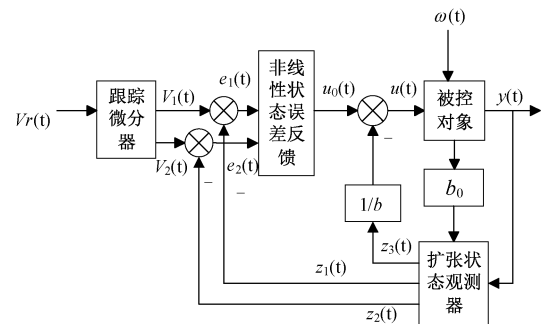 ω(t)
Vr(t)
跟踪
微分
器
V₁(t)
V₂(t)
–
e₁(t)
e₂(t)
–
非线
性状
态误
差反
馈
u₀(t)
–
u(t)
被控
对象
y(t)
1/b
b₀
z₃(t)
z₁(t)
z₂(t)
扩张状
态观测
器